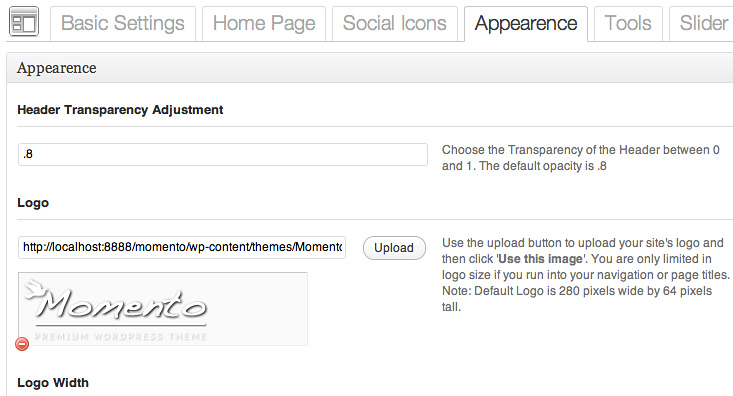 Basic Settings Home Page Social Icons Appearence Tools Slider
Appearence
Header Transparency Adjustment
.8
Choose the Transparency of the Header between 0
and 1. The default opacity is .8
Logo
http://localhost:8888/momento/wp-content/themes/Momento
Upload
Use the upload button to upload your site's logo and
then click 'Use this image'. You are only limited in
logo size if you run into your navigation or page titles.
Note: Default Logo is 280 pixels wide by 64 pixels
tall.
Momento
PREMIUM WORDPRESS THEME
Logo Width